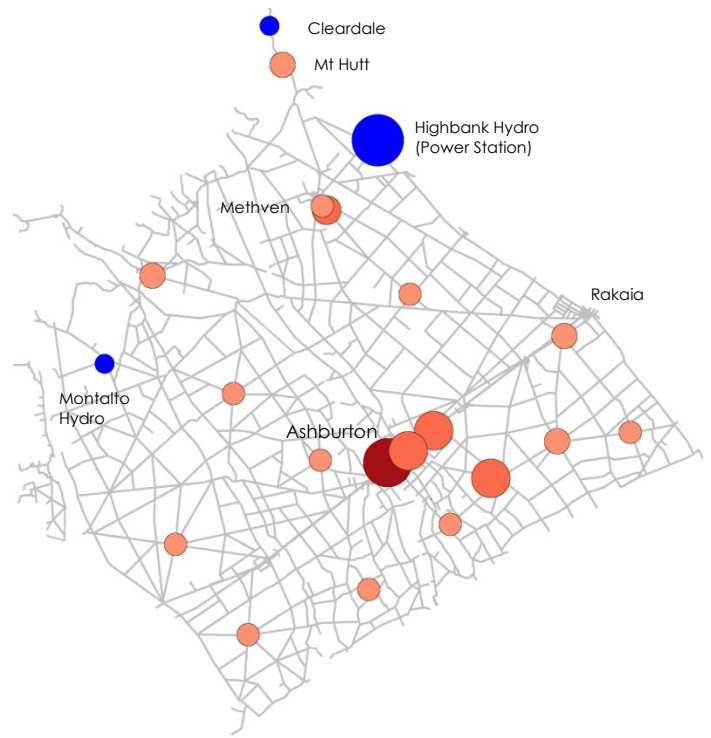 Cleardale
Mt Hutt
Highbank Hydro
(Power Station)
Methven
Rakaia
Montalto
Hydro
Ashburton